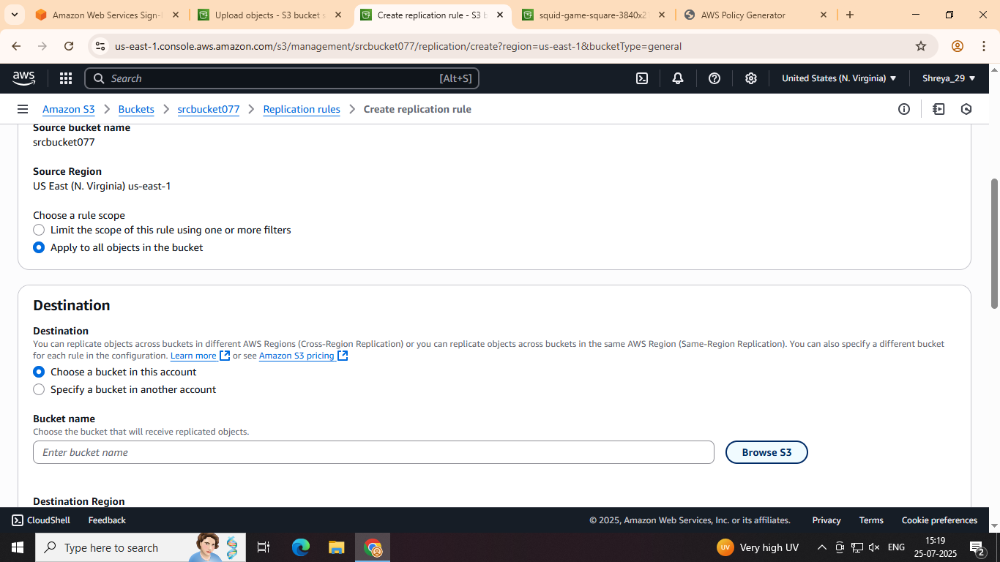 Amazon Web Services Sign-I
Upload objects - S3 bucket s
Create replication rule - S3 b
squid-game-square-3840x21
AWS Policy Generator
us-east-1.console.aws.amazon.com/s3/management/srcbucket077/replication/create?region=us-east-1&bucketType=general
aws
Search
[Alt+S]
United States (N. Virginia)
Shreya_29
Amazon S3
Buckets
srcbucket077
Replication rules
Create replication rule
Source bucket name
srcbucket077
Source Region
US East (N. Virginia) us-east-1
Choose a rule scope
Limit the scope of this rule using one or more filters
Apply to all objects in the bucket
Destination
Destination
You can replicate objects across buckets in different AWS Regions (Cross-Region Replication) or you can replicate objects across buckets in the same AWS Region (Same-Region Replication). You can also specify a different bucket
for each rule in the configuration. Learn more or see Amazon S3 pricing
Choose a bucket in this account
Specify a bucket in another account
Bucket name
Choose the bucket that will receive replicated objects.
Enter bucket name
Browse S3
Destination Region
CloudShell
Feedback
© 2025, Amazon Web Services, Inc. or its affiliates.
Privacy
Terms
Cookie preferences
Type here to search
UV
Very high UV
ENG
15:19
25-07-2025
2